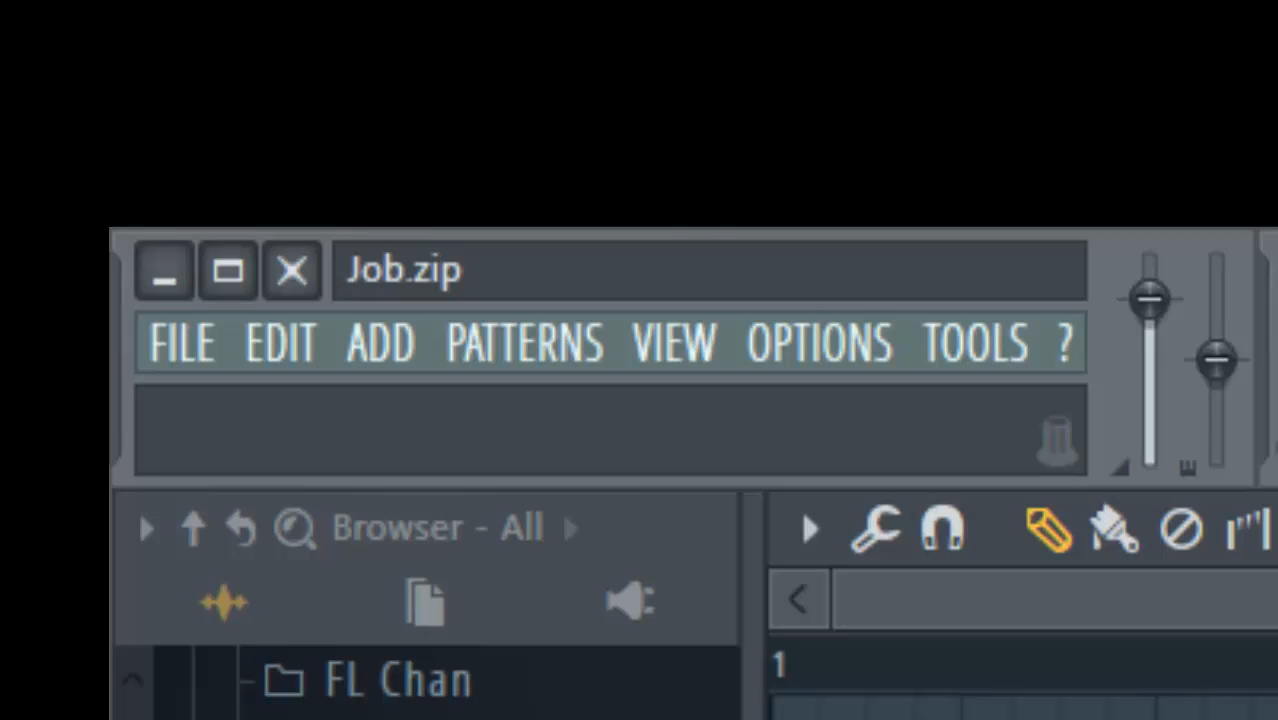 Job.zip
FILE EDIT ADD PATTERNS VIEW OPTIONS TOOLS ?
Browser - All
1
FL Chan